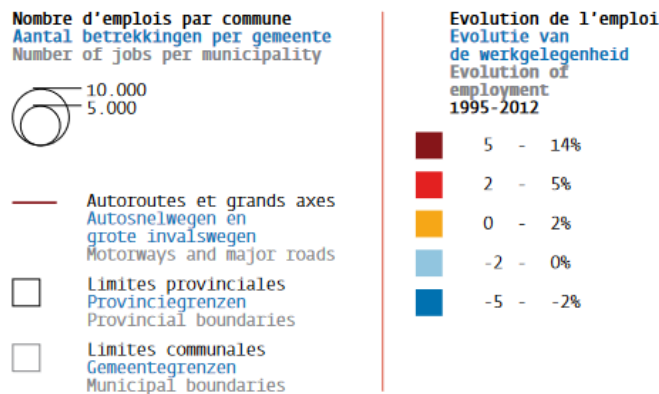 Nombre d'emplois par commune
Aantal betrekkingen per gemeente
Number of jobs per municipality
10.000
5.000
Autoroutes et grands axes
Autosnelwegen en
grote invalswegen
Motorways and major roads
Limites provinciales
Provinciegrenzen
Provincial boundaries
Limites communales
Gemeentegrenzen
Municipal boundaries
Evolution de l'emploi
Evolutie van
de werkgelegenheid
Evolution of
employment
1995-2012
5 - 14%
2 - 5%
0 - 2%
-2 - 0%
-5 - -2%